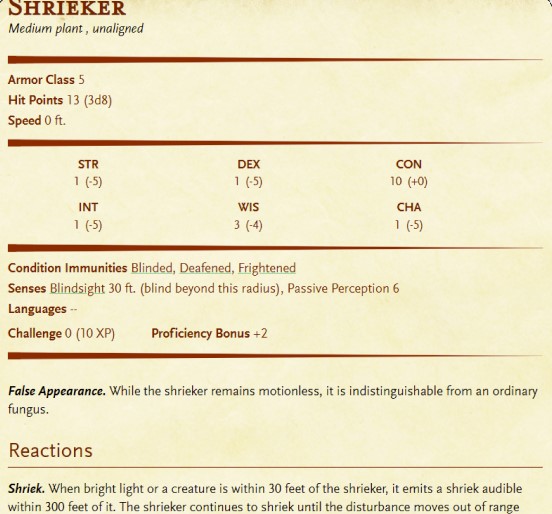 SHRIEKER
Medium plant , unaligned
Armor Class 5
Hit Points 13 (3d8)
Speed 0 ft.
STR DEX CON
1 (-5) 1 (-5) 10 (+0)
INT WIS CHA
1 (-5) 3 (-4) 1 (-5)
Condition Immunities Blinded, Deafened, Frightened
Senses Blindsight 30 ft. (blind beyond this radius), Passive Perception 6
Languages --
Challenge 0 (10 XP) Proficiency Bonus +2
False Appearance. While the shrieker remains motionless, it is indistinguishable from an ordinary
fungus.
Reactions
Shriek. When bright light or a creature is within 30 feet of the shrieker, it emits a shriek audible
within 300 feet of it. The shrieker continues to shriek until the disturbance moves out of range